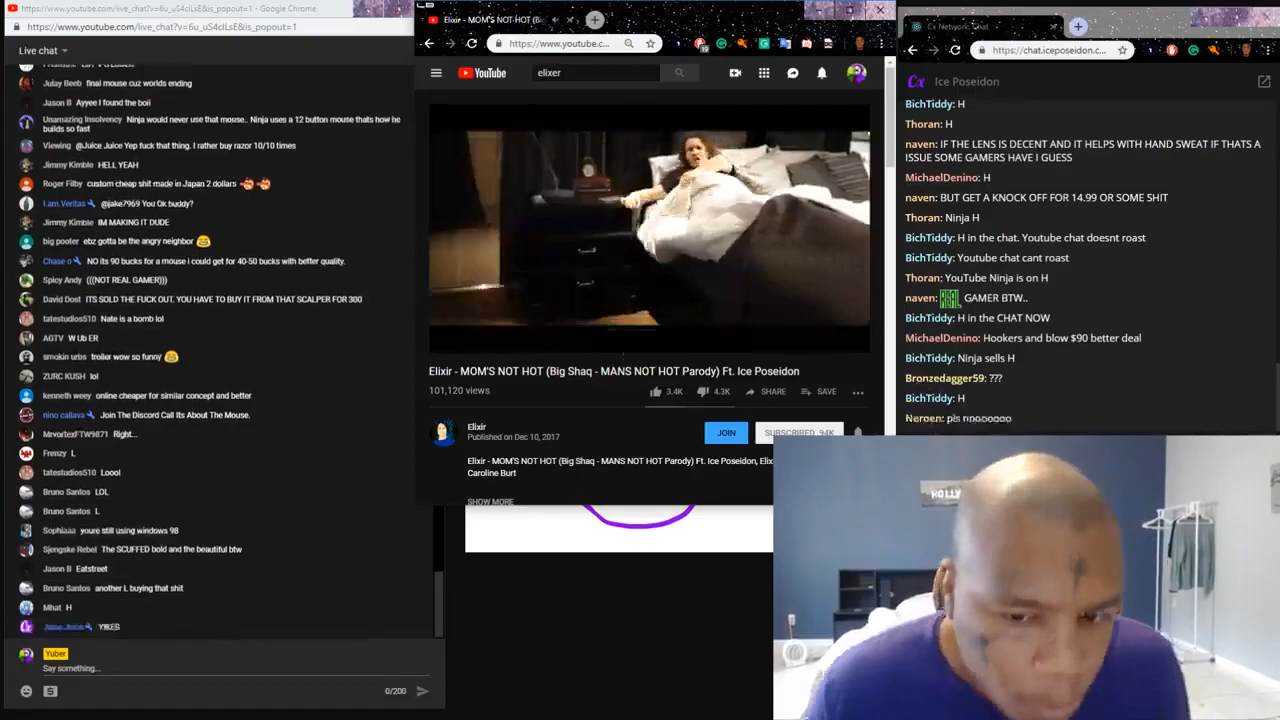 https://www.youtube.com/live_chat?v=6u_uS4cILsE&is_popout=1 - Google Chrome
https://www.youtube.com/live_chat?v=6_uS4cILsE&is_popout=1
Live chat
Julay Beeb final mouse cuz worlds ending
Jason B Ayyee I found the boii
Unamazing Insolvency Ninja would never use that mouse.. Ninja uses a 12 button mouse thats how he
builds so fast
Viewing @Juice Juice Yep fuck that thing. I rather buy razor 10/10 times
Jimmy Kimble HELL YEAH
Roger Filby custom cheap shit made in Japan 2 dollars
I.am.Veritas @jake7969 You Ok buddy?
Jimmy Kimble IM MAKING IT DUDE
big pooter ebz gotta be the angry neighbor
Chase o NO its 90 bucks for a mouse i could get for 40-50 bucks with better quality.
Spicy Andy (((NOT REAL GAMER)))
David Dost ITS SOLD THE FUCK OUT. YOU HAVE TO BUY IT FROM THAT SCALPER FOR 300
tatestudios510 Nate is a bomb lol
AGTV W Ub ER
smokin urbs troller wow so funny
ZURC KUSH lol
kenneth weey online cheaper for similar concept and better
nino callava Join The Discord Call Its About The Mouse.
MrvortexFTW9871 Right...
Frenzy L
tatestudios510 Loool
Bruno Santos LOL
Bruno Santos L
Sophiaaa youre still using windows 98
Sjengske Rebel The SCUFFED bold and the beautiful btw
Jason B Eatstreet
Bruno Santos another L buying that shit
Mhat H
YIKES
Yuber
Say something...
0/200
Elixir - MOM'S NOT HOT (Bi
https://www.youtube.c...
YouTube
elixer
Elixir - MOM'S NOT HOT (Big Shaq - MANS NOT HOT Parody) Ft. Ice Poseidon
101,120 views
3.4K
4.3K
SHARE
SAVE
Elixir
Published on Dec 10, 2017
JOIN
SUBSCRIBED 94K
Elixir - MOM'S NOT HOT (Big Shaq - MANS NOT HOT Parody) Ft. Ice Poseidon, Elix
Caroline Burt
SHOW MORE
Cx Network: Chat
https://chat.iceposeidon.c...
Cx Ice Poseidon
BichTiddy: H
Thoran: H
naven: IF THE LENS IS DECENT AND IT HELPS WITH HAND SWEAT IF THATS A
ISSUE SOME GAMERS HAVE I GUESS
MichaelDenino: H
naven: BUT GET A KNOCK OFF FOR 14.99 OR SOME SHIT
Thoran: Ninja H
BichTiddy: H in the chat. Youtube chat doesnt roast
BichTiddy: Youtube chat cant roast
Thoran: YouTube Ninja is on H
naven: REAL GAMER BTW..
BichTiddy: H in the CHAT NOW
MichaelDenino: Hookers and blow $90 better deal
BichTiddy: Ninja sells H
Bronzedagger59: ???
BichTiddy: H
Neroen: pls nooooooo
HOLLY